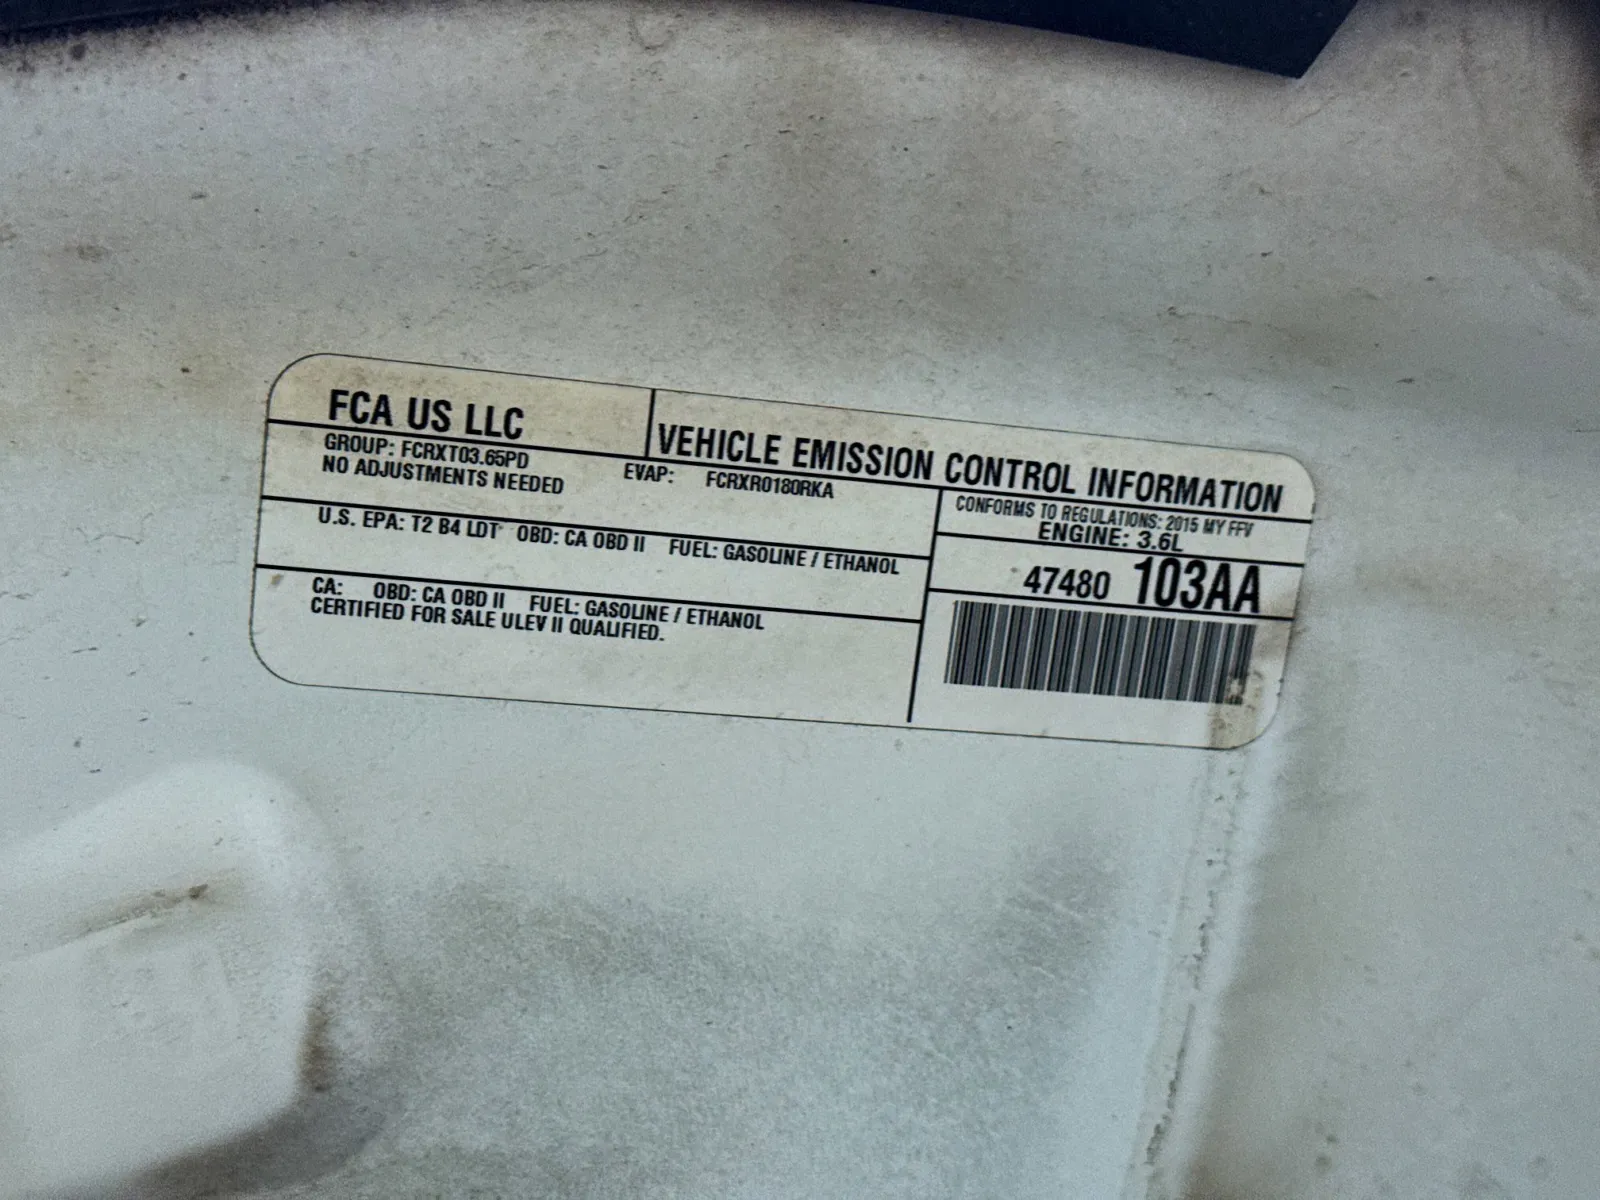 FCA US LLC
VEHICLE EMISSION CONTROL INFORMATION
GROUP: FCRXT03.65PD
EVAP: FCRXR0180RKA
NO ADJUSTMENTS NEEDED
CONFORMS TO REGULATIONS: 2015 MY FFV
ENGINE: 3.6L
U.S. EPA: T2 B4 LDT OBD: CA OBD II FUEL: GASOLINE / ETHANOL
47480 103AA
CA: OBD: CA OBD II FUEL: GASOLINE / ETHANOL
CERTIFIED FOR SALE ULEV II QUALIFIED.